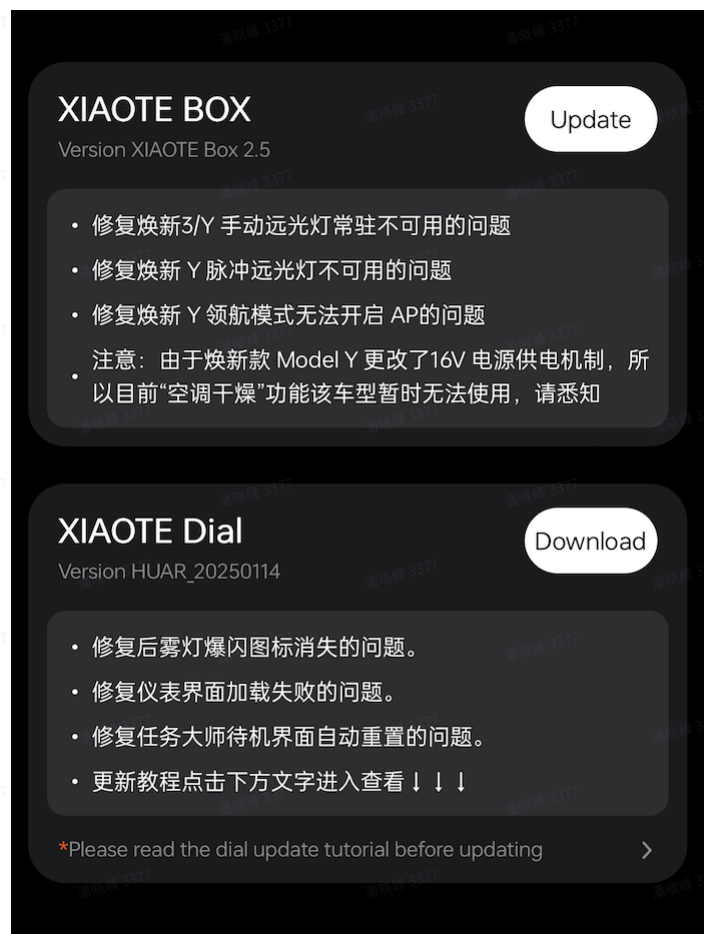 XIAOTE BOX
Update
Version XIAOTE Box 2.5
• 修复焕新3/Y 手动远光灯常驻不可用的问题
• 修复焕新 Y 脉冲远光灯不可用的问题
• 修复焕新 Y 领航模式无法开启 AP的问题
• 注意：由于焕新款 Model Y 更改了16V 电源供电机制，所
以目前“空调干燥”功能该车型暂时无法使用，请悉知
XIAOTE Dial
Download
Version HUAR_20250114
• 修复后雾灯爆闪图标消失的问题。
• 修复仪表界面加载失败的问题。
• 修复任务大师待机界面自动重置的问题。
• 更新教程点击下方文字进入查看↓↓↓
*Please read the dial update tutorial before updating
潘晓峰 3377